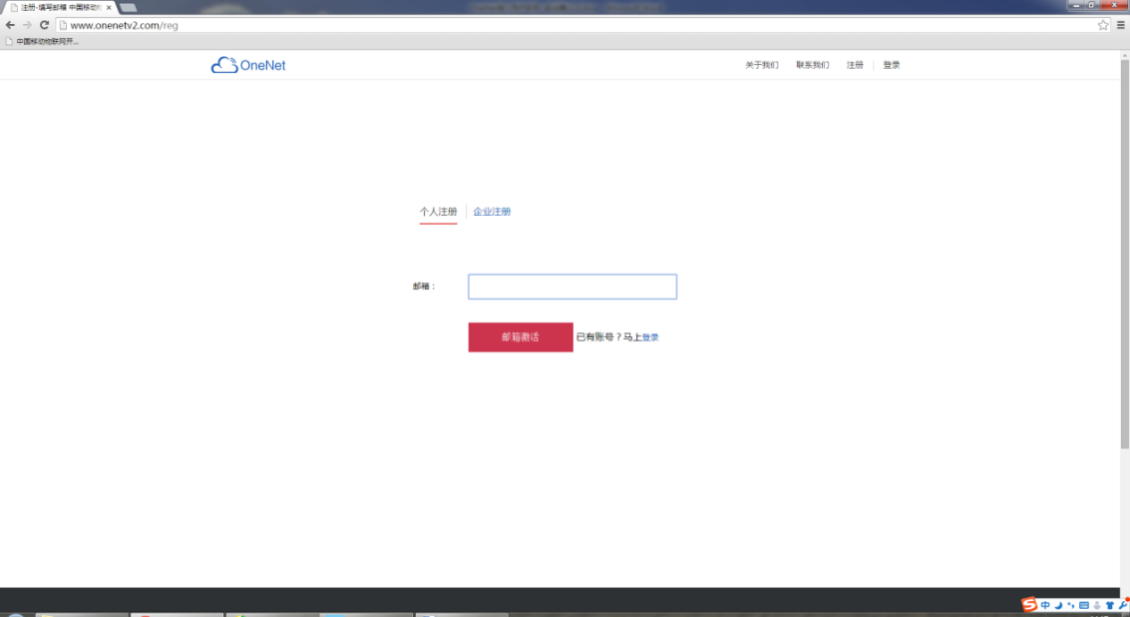 注册-填写邮箱 中国移动
www.onenetv2.com/reg
中国移动物联网开...
OneNet
关于我们 联系我们 注册 登录
个人注册 企业注册
邮箱：
邮箱激活 已有账号？马上登录
中